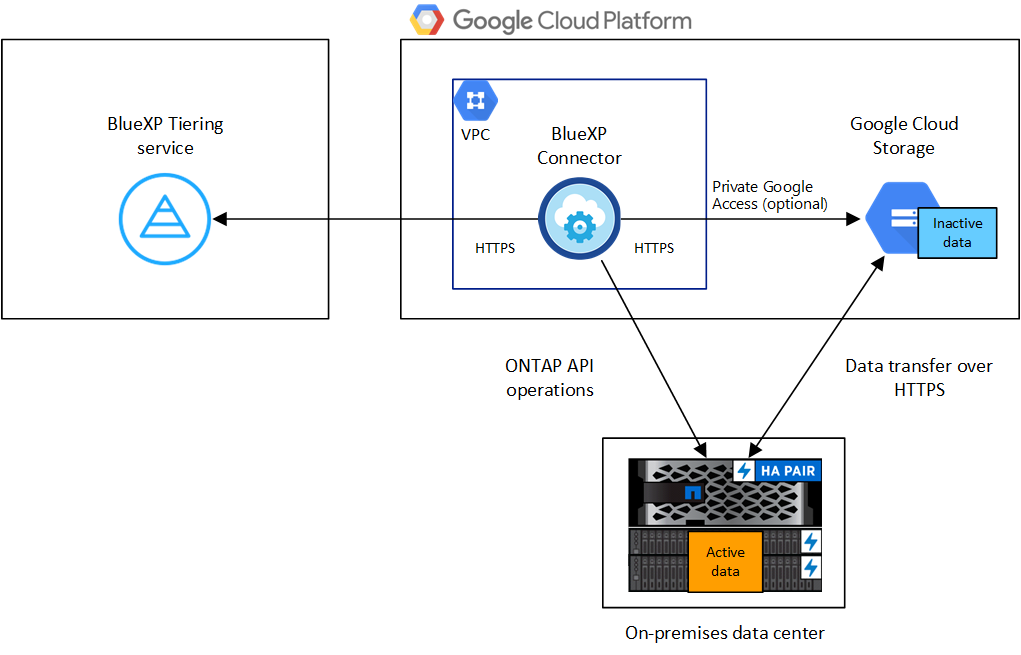 Google Cloud Platform
BlueXP Tiering
service
VPC
BlueXP
Connector
Google Cloud
Storage
Private Google
Access (optional)
Inactive
data
HTTPS
HTTPS
ONTAP API
operations
Data transfer over
HTTPS
HA PAIR
Active
data
On-premises data center